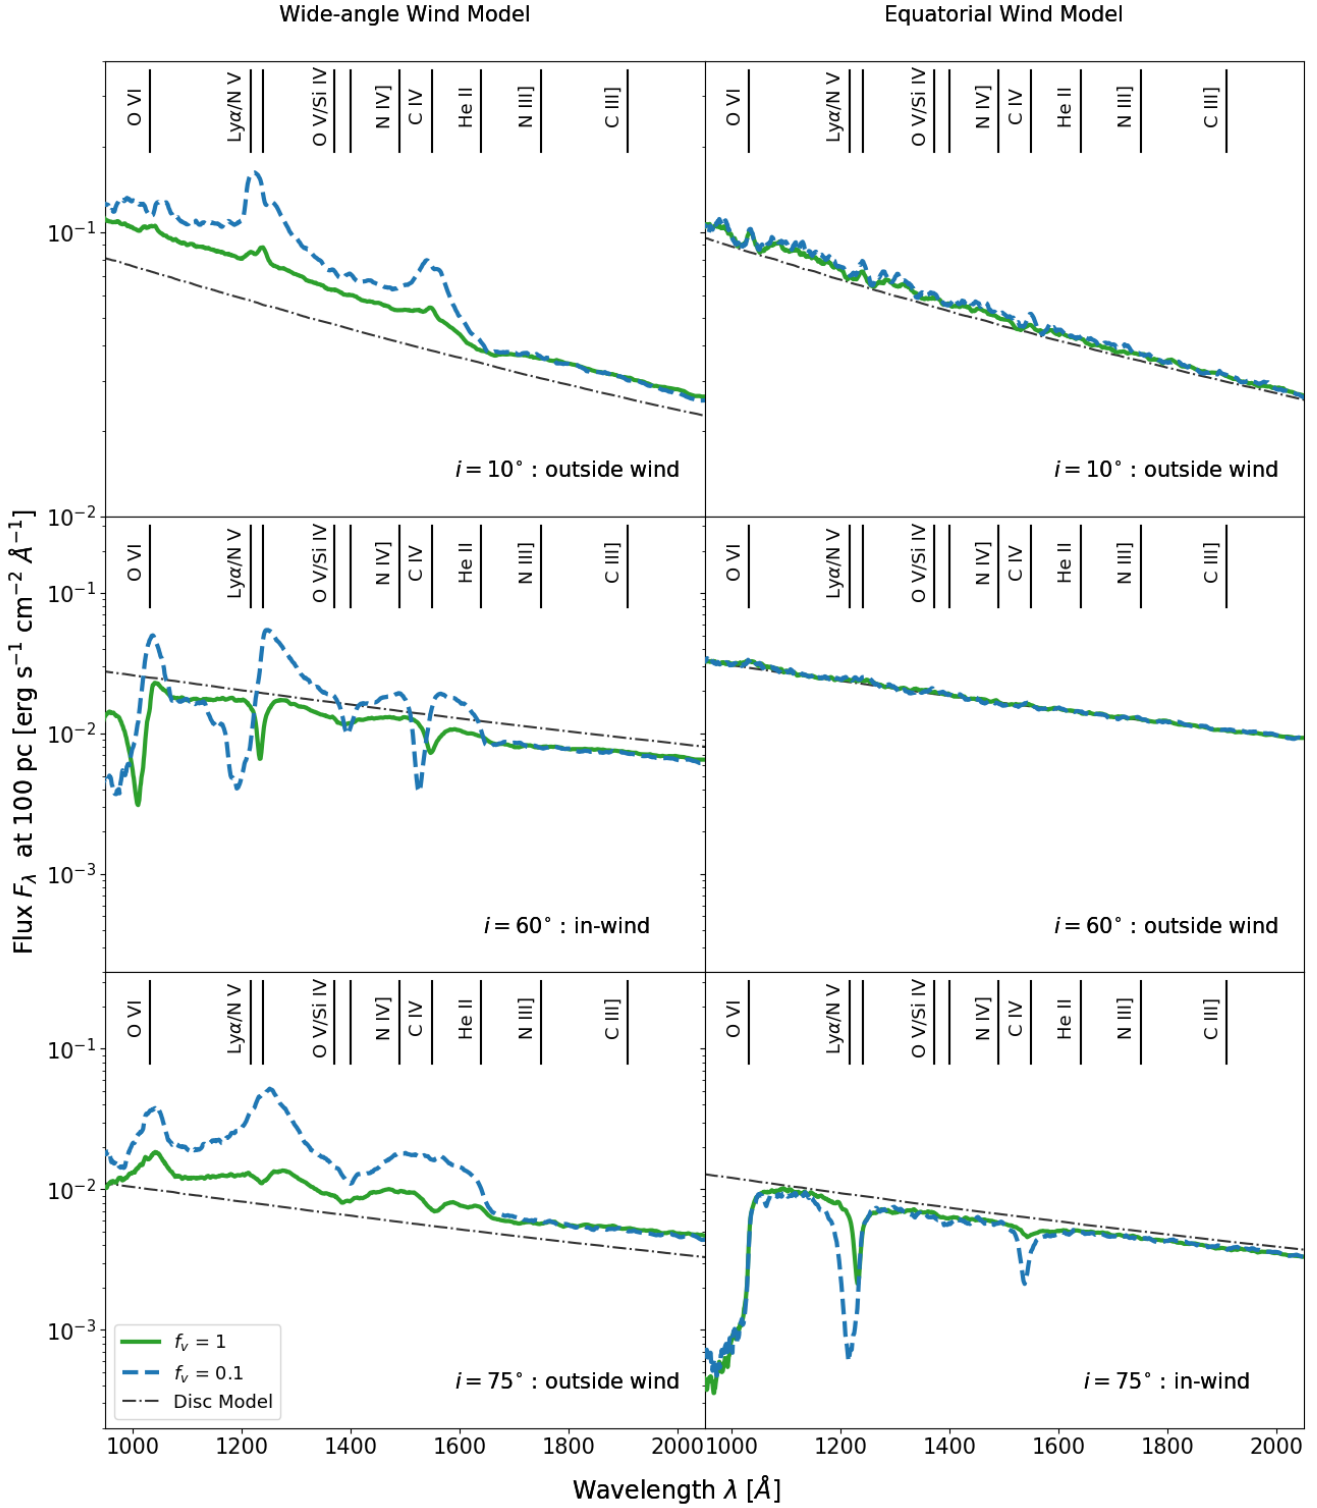 Wide-angle Wind Model
Equatorial Wind Model
O VI
Lyα/N V
O V/Si IV
N IV]
C IV
He II
N III]
C III]
O VI
Lyα/N V
O V/Si IV
N IV]
C IV
He II
N III]
C III]
10⁻¹
i = 10° : outside wind
i = 10° : outside wind
10⁻²
O VI
Lyα/N V
O V/Si IV
N IV]
C IV
He II
N III]
C III]
O VI
Lyα/N V
O V/Si IV
N IV]
C IV
He II
N III]
C III]
10⁻¹
10⁻²
10⁻³
i = 60° : in-wind
i = 60° : outside wind
Flux Fλ at 100 pc [erg s⁻¹ cm⁻² Å⁻¹]
O VI
Lyα/N V
O V/Si IV
N IV]
C IV
He II
N III]
C III]
O VI
Lyα/N V
O V/Si IV
N IV]
C IV
He II
N III]
C III]
10⁻¹
10⁻²
10⁻³
fᵥ = 1
fᵥ = 0.1
Disc Model
i = 75° : outside wind
i = 75° : in-wind
1000 1200 1400 1600 1800 2000
1000 1200 1400 1600 1800 2000
Wavelength λ [Å]